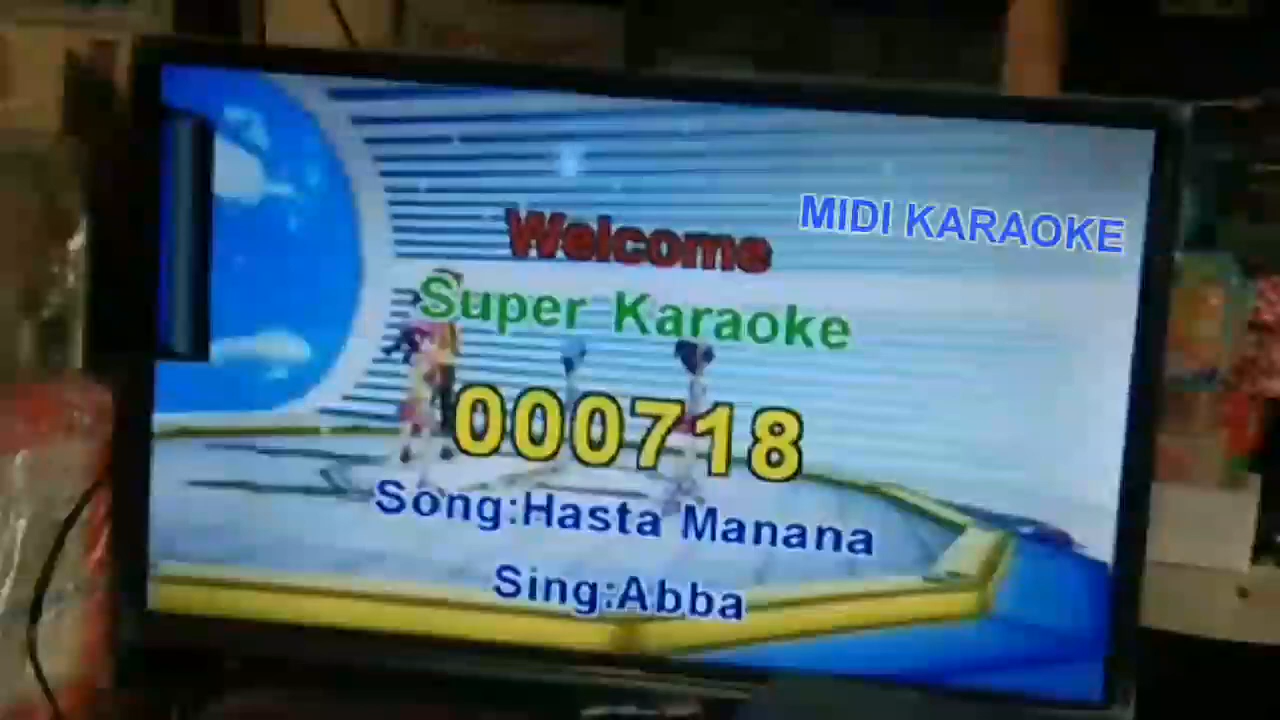 MIDI KARAOKE
Welcome
Super Karaoke
000718
Song:Hasta Manana
Sing:Abba